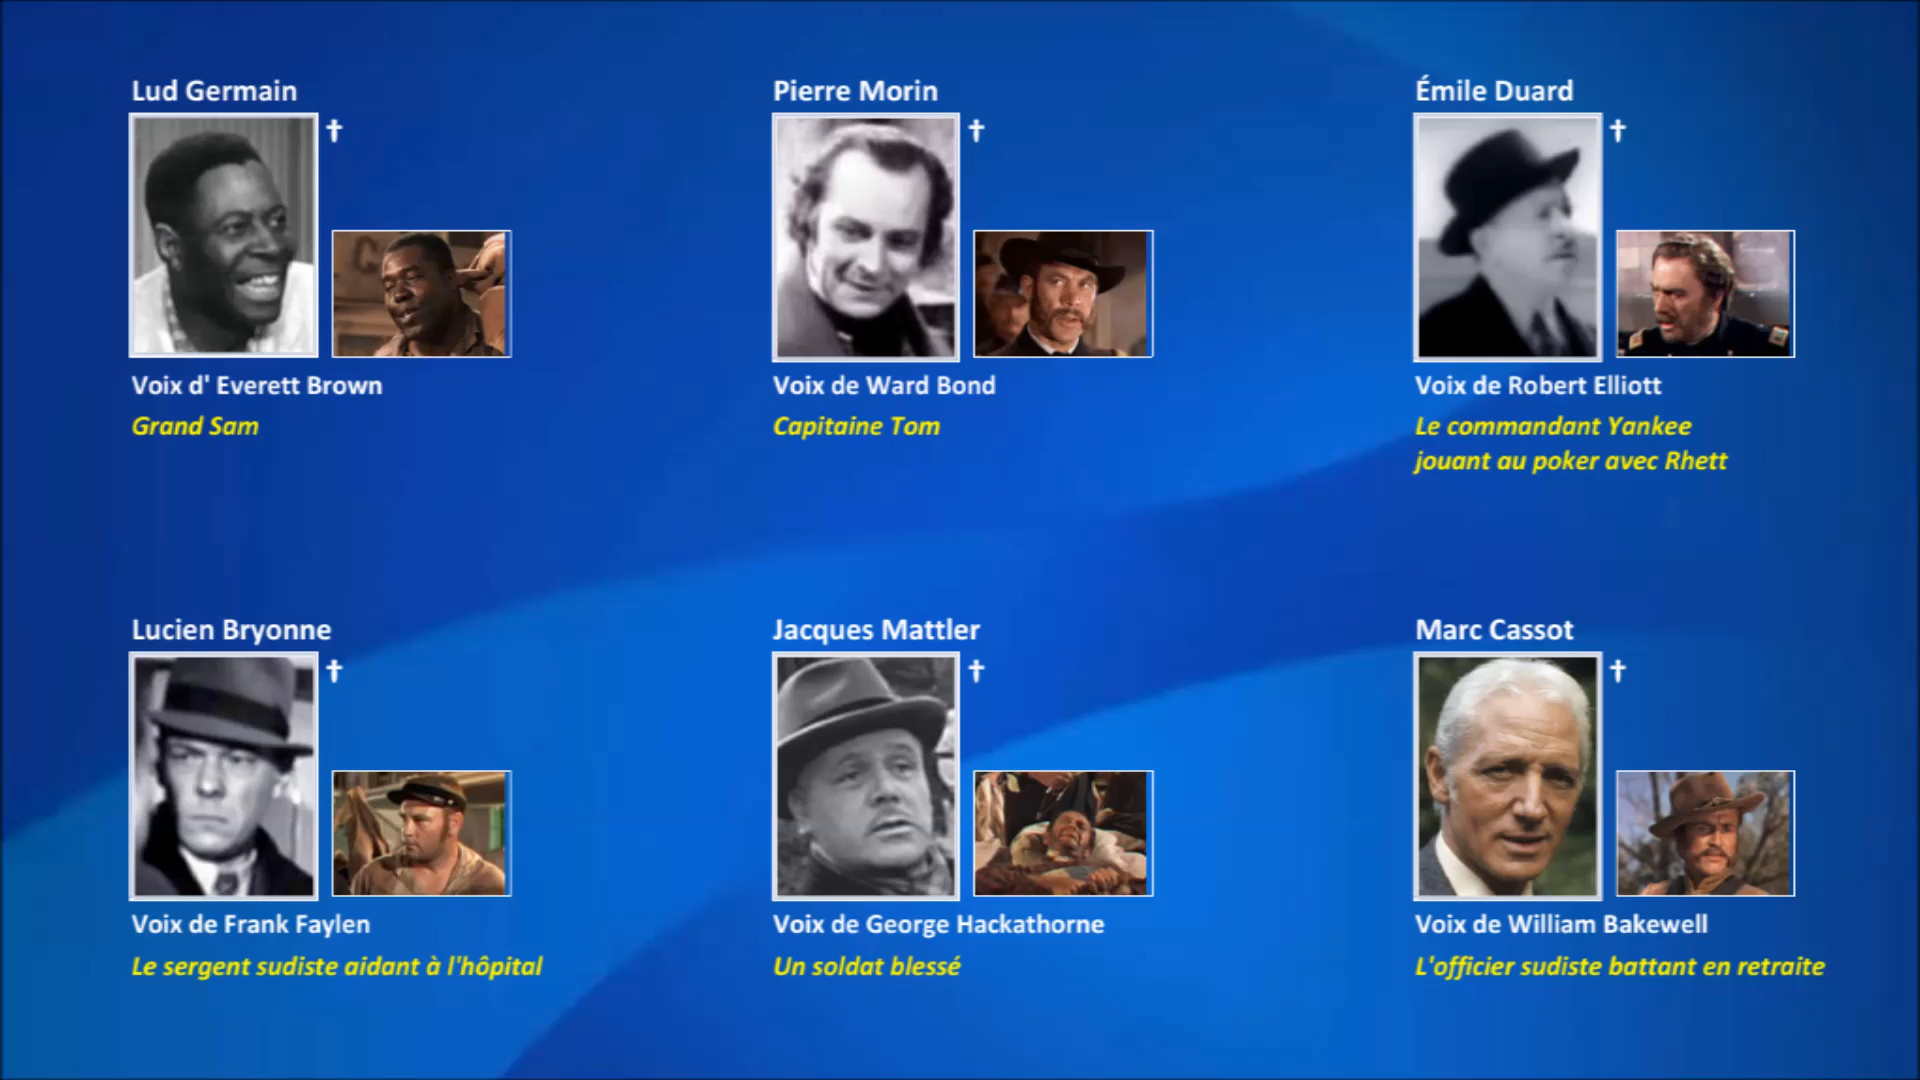 Lud Germain
†
Voix d' Everett Brown
Grand Sam
Pierre Morin
†
Voix de Ward Bond
Capitaine Tom
Émile Duard
†
Voix de Robert Elliott
Le commandant Yankee
jouant au poker avec Rhett
Lucien Bryonne
†
Voix de Frank Faylen
Le sergent sudiste aidant à l'hôpital
Jacques Mattler
†
Voix de George Hackathorne
Un soldat blessé
Marc Cassot
†
Voix de William Bakewell
L'officier sudiste battant en retraite